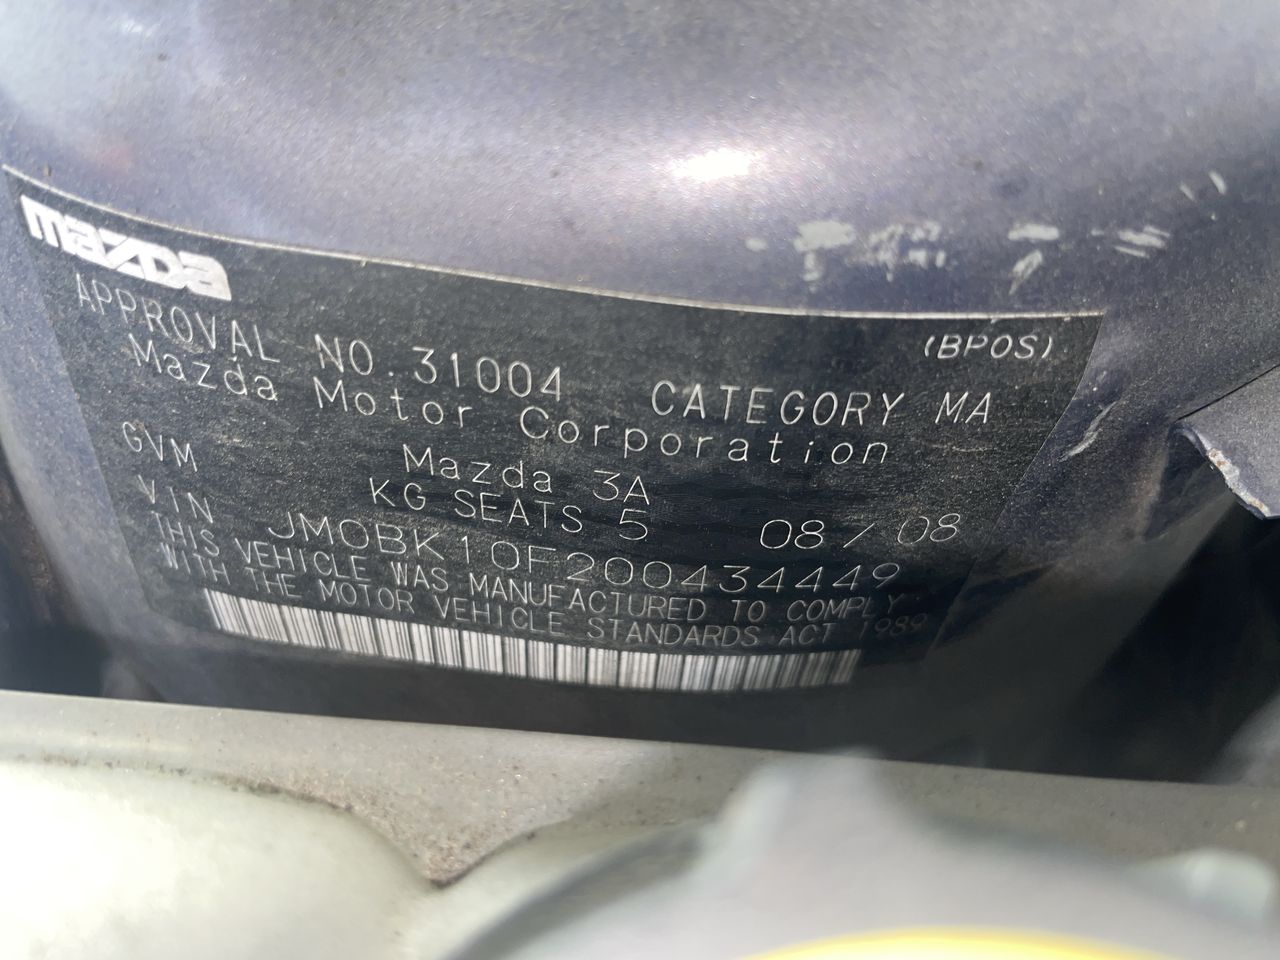 mazda
(BPOS)
APPROVAL NO. 31004 CATEGORY MA
Mazda Motor Corporation
Mazda 3A
GVM KG SEATS 5 08/08
VIN JM0BK10F200434449
THIS VEHICLE WAS MANUFACTURED TO COMPLY
WITH THE MOTOR VEHICLE STANDARDS ACT 1989